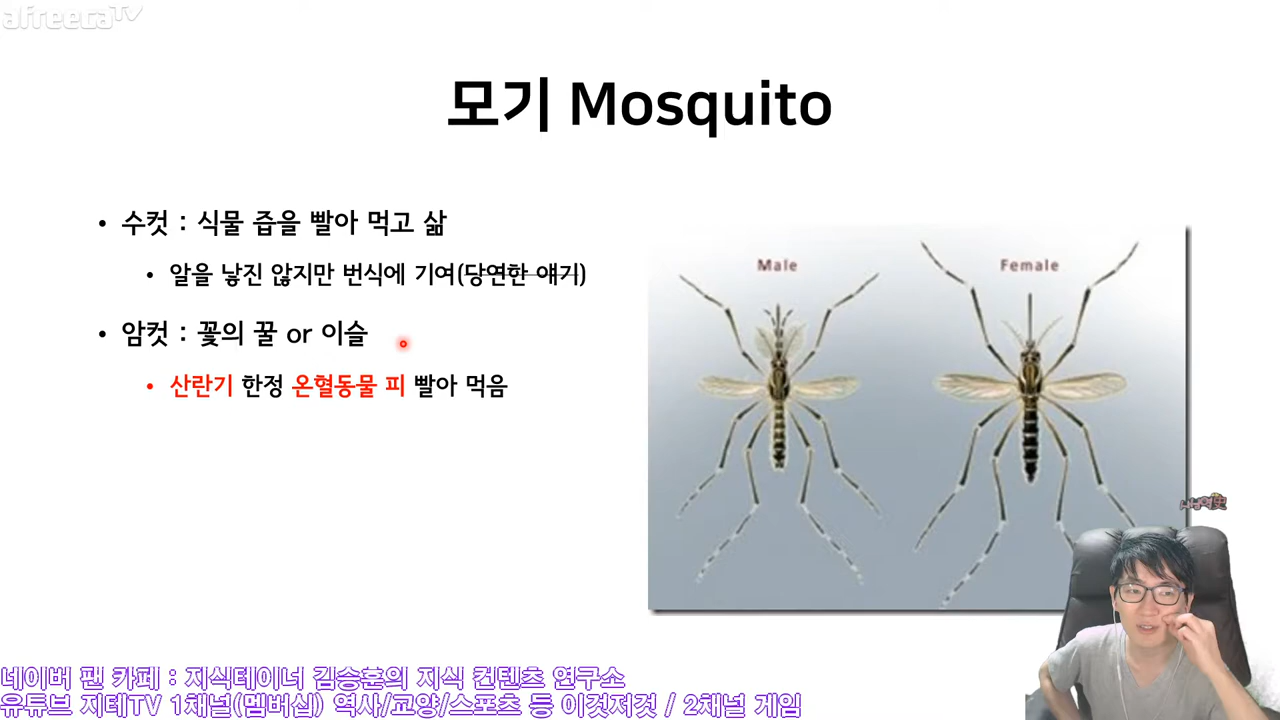 afreecaTV
모기 Mosquito
• 수컷 : 식물 즙을 빨아 먹고 삶
• 알을 낳진 않지만 번식에 기여(당연한 얘기)
• 암컷 : 꽃의 꿀 or 이슬
• 산란기 한정 온혈동물 피 빨아 먹음
Male
Female
네이버 팬 카페 : 지식테이너 김승훈의 지식 컨텐츠 연구소
유튜브 지테TV 1채널(멤버십) 역사/교양/스포츠 등 이것저것 / 2채널 게임